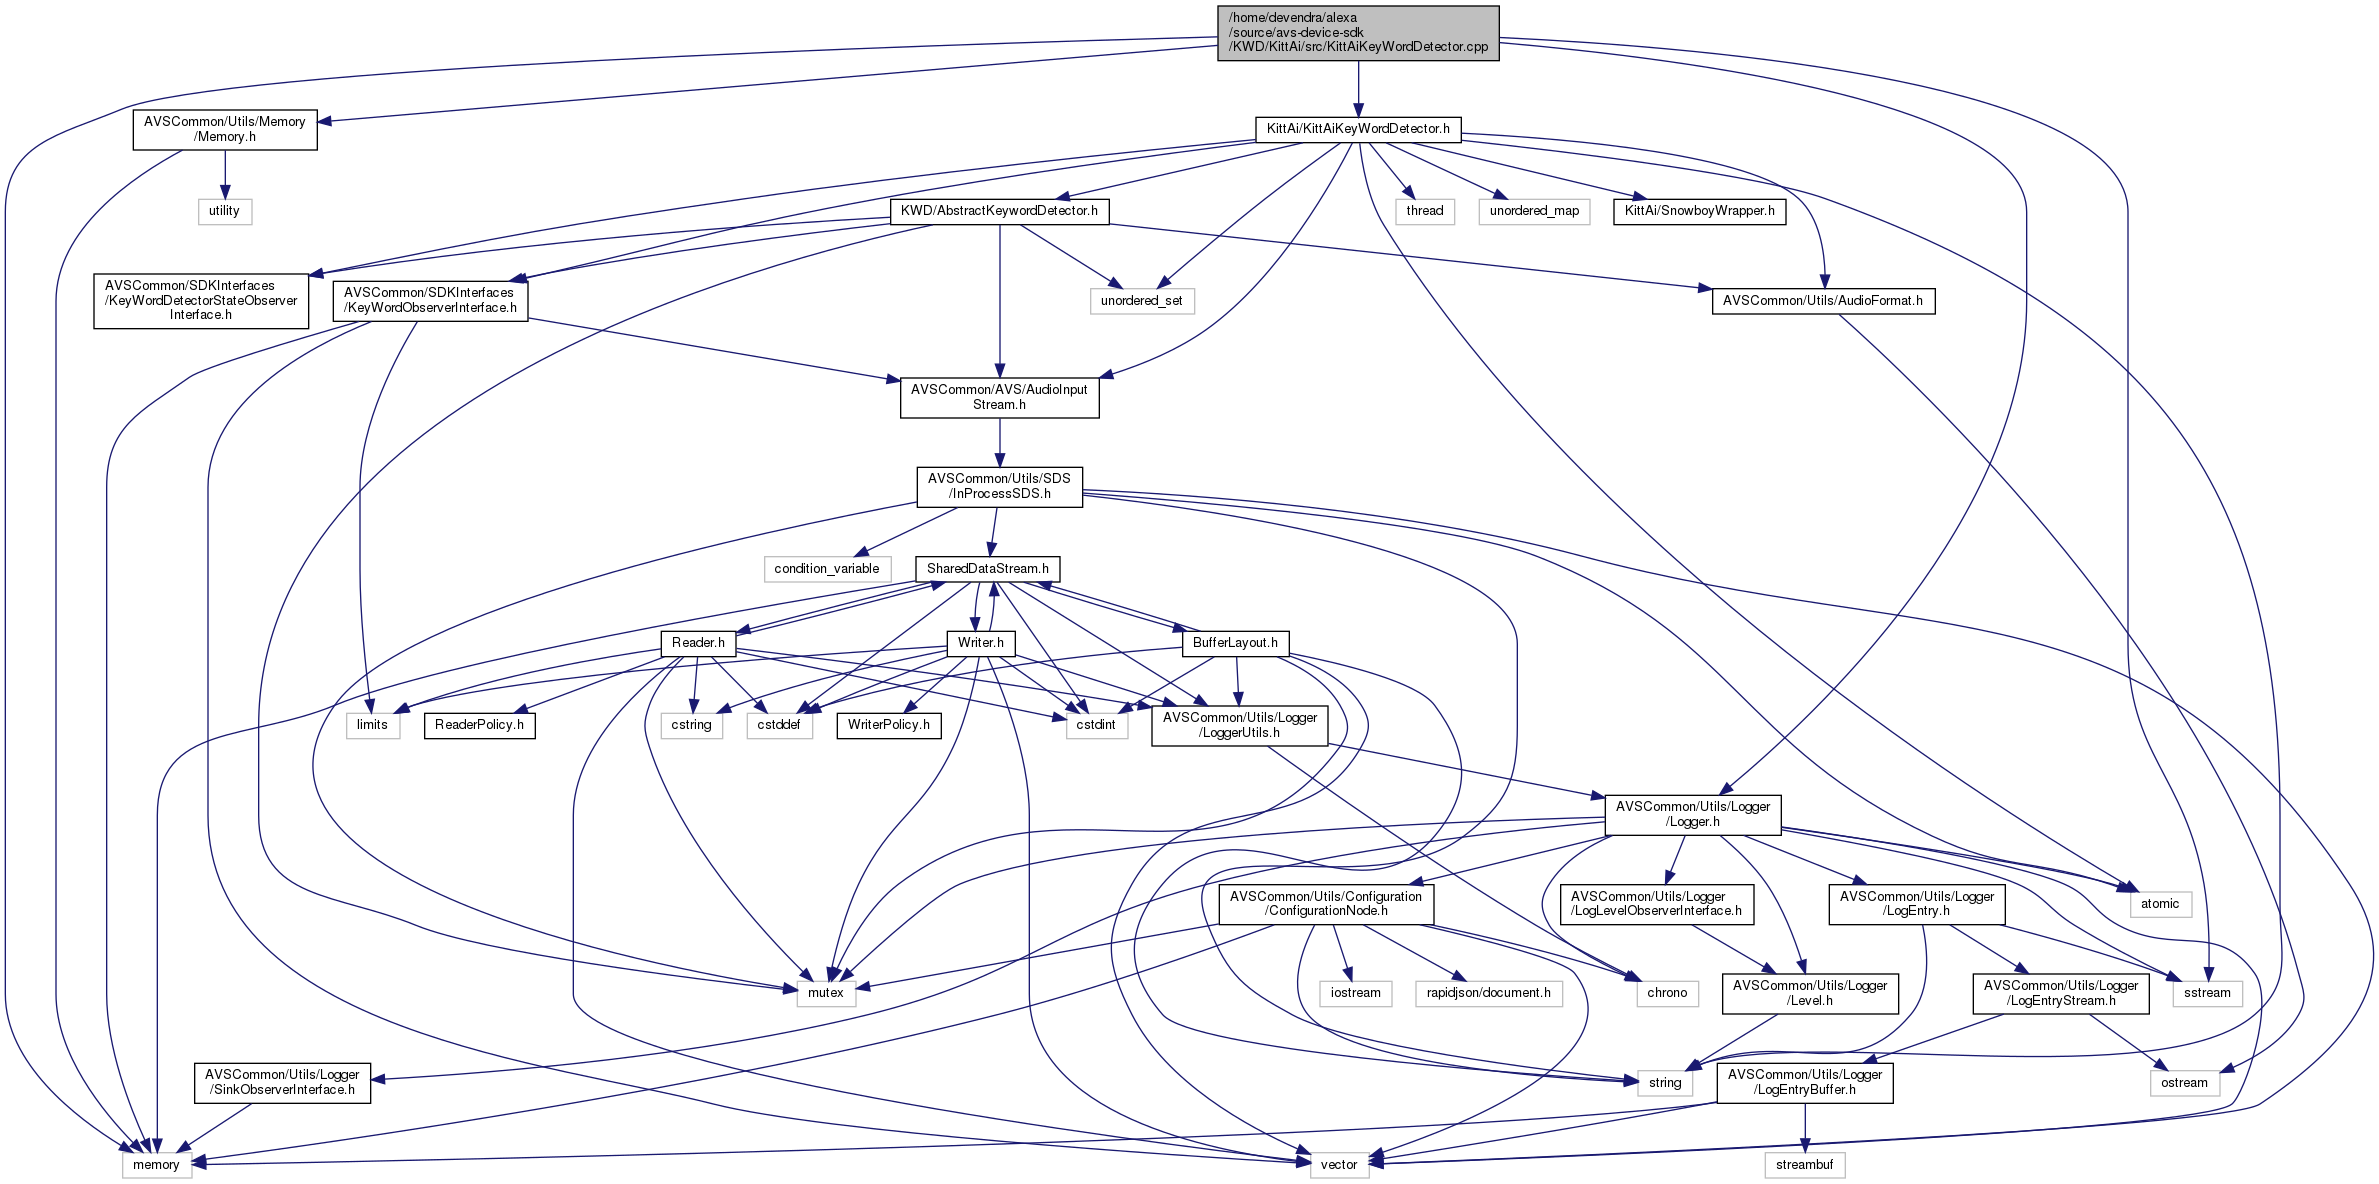 /home/devendra/alexa
/source/avs-device-sdk
/KWD/KittAi/src/KittAiKeyWordDetector.cpp
AVSCommon/Utils/Memory
/Memory.h
KittAi/KittAiKeyWordDetector.h
utility
KWD/AbstractKeywordDetector.h
thread
unordered_map
KittAi/SnowboyWrapper.h
AVSCommon/SDKInterfaces
/KeyWordDetectorStateObserver
Interface.h
AVSCommon/SDKInterfaces
/KeyWordObserverInterface.h
unordered_set
AVSCommon/Utils/AudioFormat.h
AVSCommon/AVS/AudioInput
Stream.h
AVSCommon/Utils/SDS
/InProcessSDS.h
condition_variable
SharedDataStream.h
Reader.h
Writer.h
BufferLayout.h
limits
ReaderPolicy.h
cstring
cstddef
WriterPolicy.h
cstdint
AVSCommon/Utils/Logger
/LoggerUtils.h
AVSCommon/Utils/Logger
/Logger.h
AVSCommon/Utils/Configuration
/ConfigurationNode.h
AVSCommon/Utils/Logger
/LogLevelObserverInterface.h
AVSCommon/Utils/Logger
/LogEntry.h
atomic
mutex
iostream
rapidjson/document.h
chrono
AVSCommon/Utils/Logger
/Level.h
AVSCommon/Utils/Logger
/LogEntryStream.h
sstream
AVSCommon/Utils/Logger
/SinkObserverInterface.h
string
AVSCommon/Utils/Logger
/LogEntryBuffer.h
ostream
memory
vector
streambuf